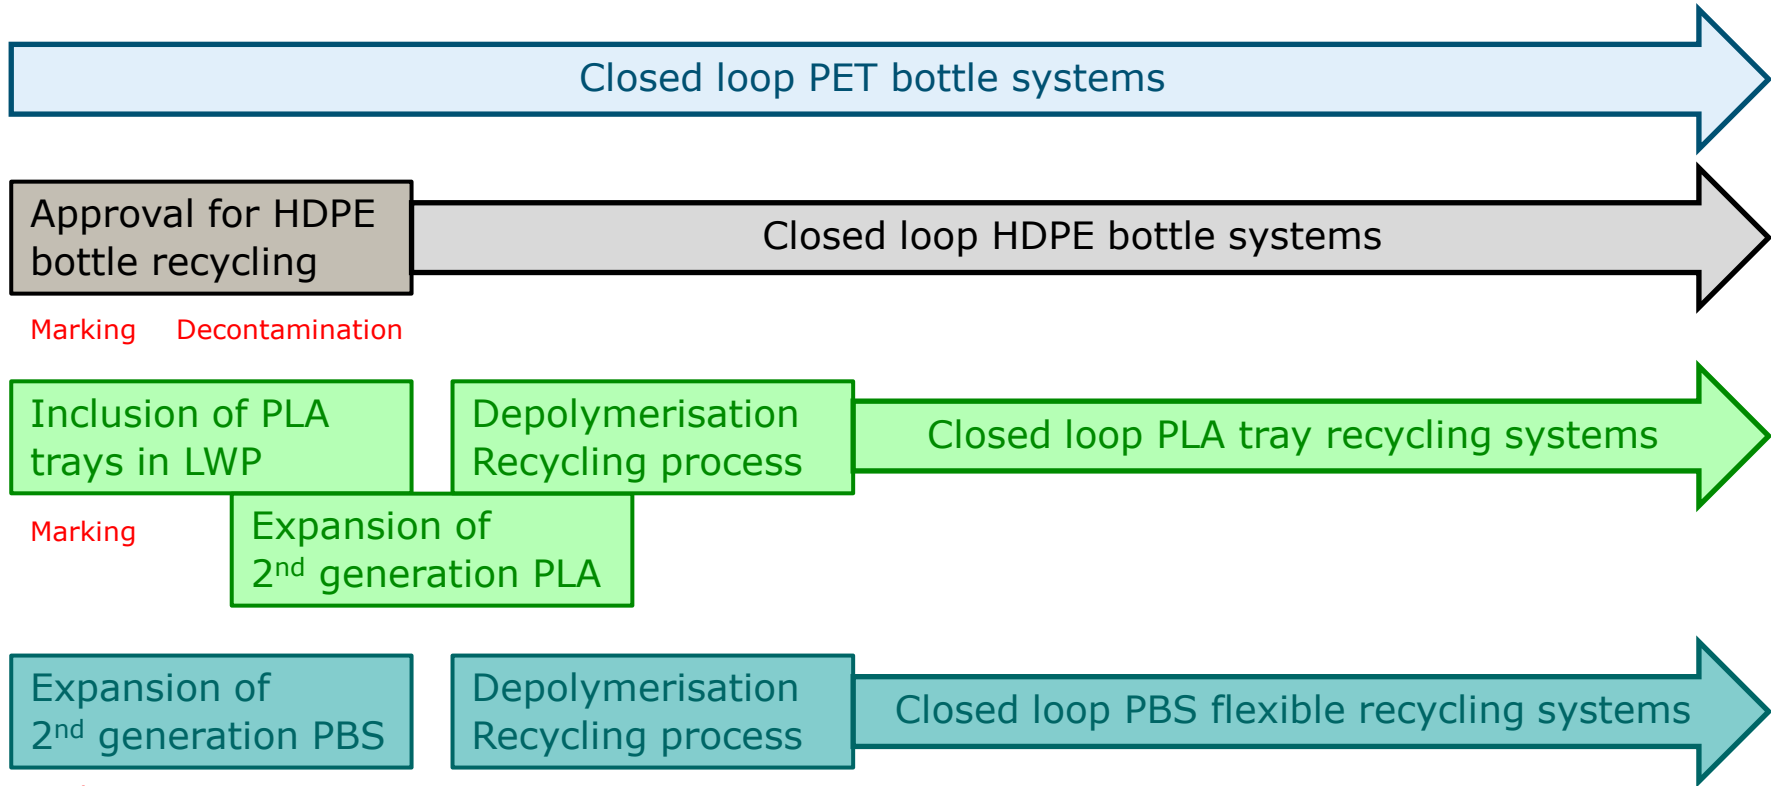 Closed loop PET bottle systems
Approval for HDPE
bottle recycling
Closed loop HDPE bottle systems
Marking Decontamination
Inclusion of PLA
trays in LWP
Depolymerisation
Recycling process
Closed loop PLA tray recycling systems
Marking
Expansion of
2nd generation PLA
Expansion of
2nd generation PBS
Depolymerisation
Recycling process
Closed loop PBS flexible recycling systems